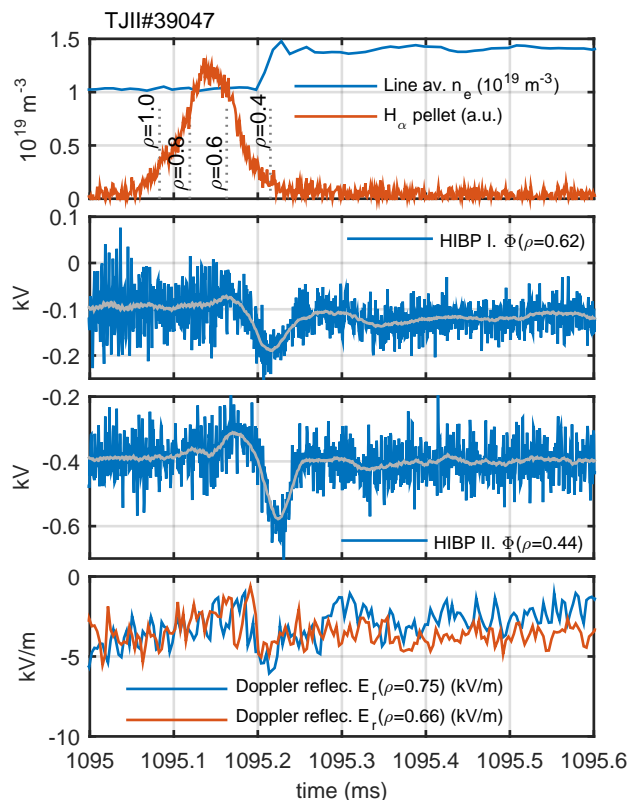 TJII#39047
1.5
1
0.5
0
10^19 m^-3
Line av. n_e (10^19 m^-3)
H_α pellet (a.u.)
ρ=1.0
ρ=0.8
ρ=0.6
ρ=0.4
0.1
0
-0.1
-0.2
kV
HIBP I. Φ(ρ=0.62)
-0.2
-0.4
-0.6
kV
HIBP II. Φ(ρ=0.44)
0
-5
-10
kV/m
Doppler reflec. E_r(ρ=0.75) (kV/m)
Doppler reflec. E_r(ρ=0.66) (kV/m)
1095 1095.1 1095.2 1095.3 1095.4 1095.5 1095.6
time (ms)